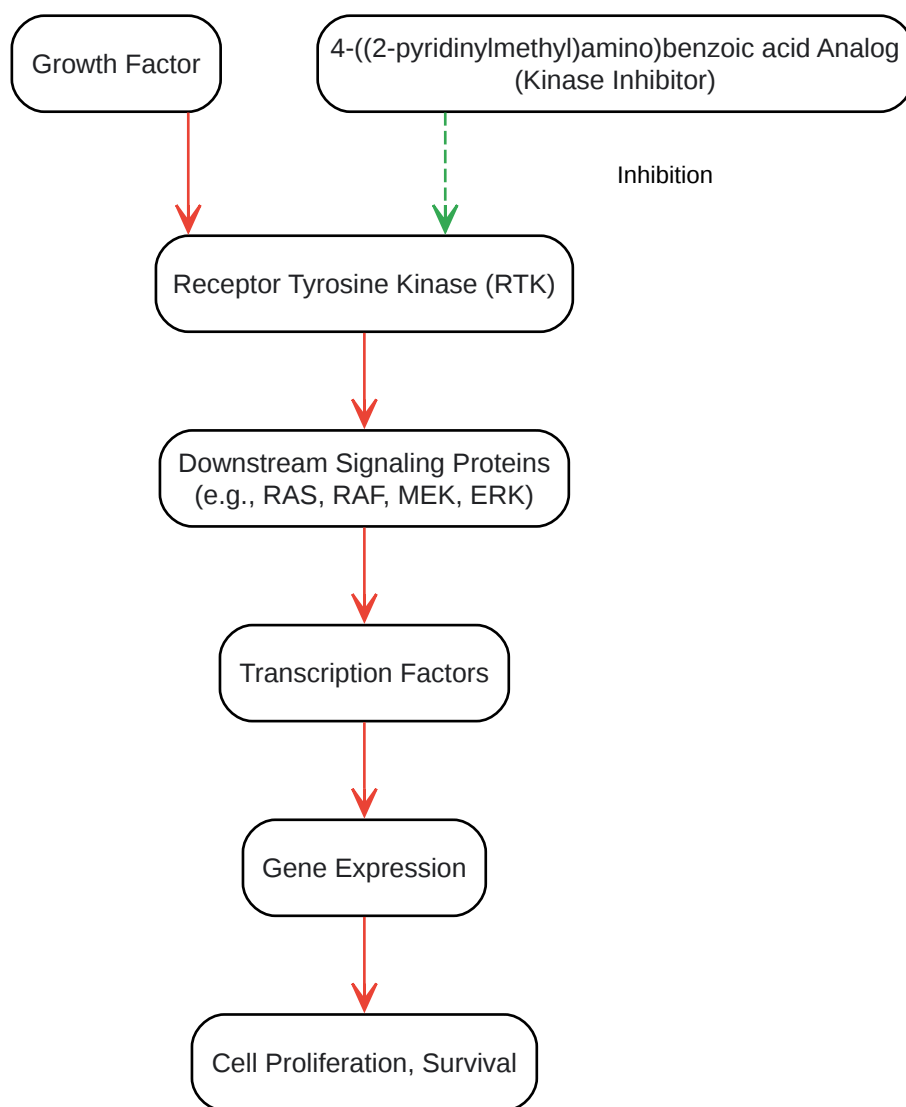 Growth Factor
4-((2-pyridinylmethyl)amino)benzoic acid Analog
(Kinase Inhibitor)
Inhibition
Receptor Tyrosine Kinase (RTK)
Downstream Signaling Proteins
(e.g., RAS, RAF, MEK, ERK)
Transcription Factors
Gene Expression
Cell Proliferation, Survival